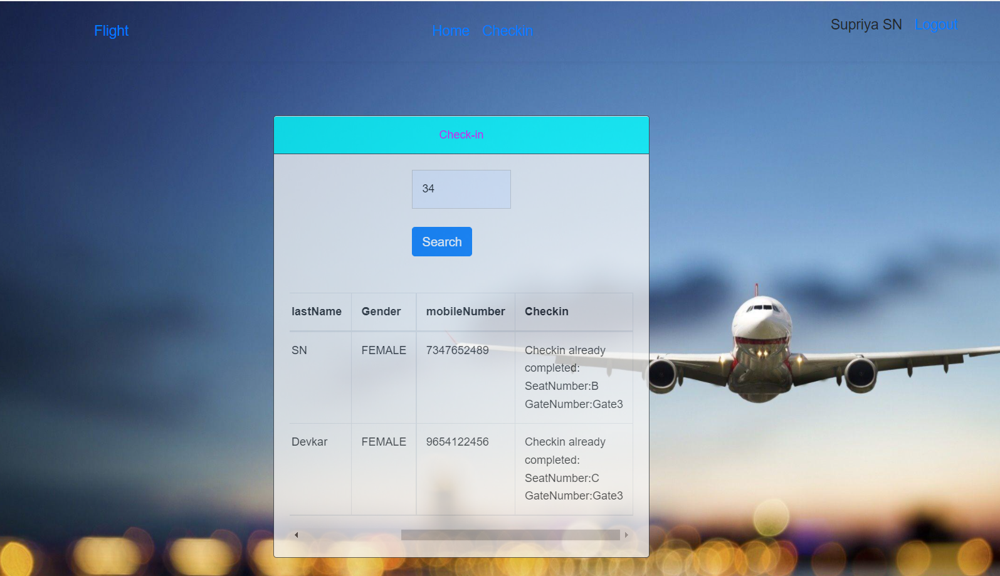 Flight
Home Checkin
Supriya SN Logout
Check-in
34
Search
lastName Gender mobileNumber Checkin
SN FEMALE 7347652489 Checkin already
completed:
SeatNumber:B
GateNumber:Gate3
Devkar FEMALE 9654122456 Checkin already
completed:
SeatNumber:C
GateNumber:Gate3